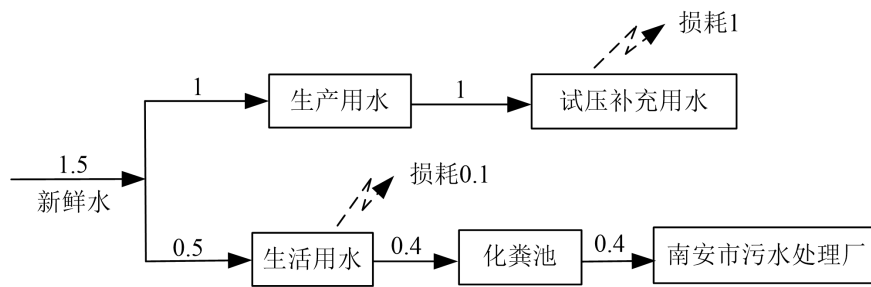 损耗1
1
生产用水
1
试压补充用水
1.5
新鲜水
损耗0.1
0.5
生活用水
0.4
化粪池
0.4
南安市污水处理厂